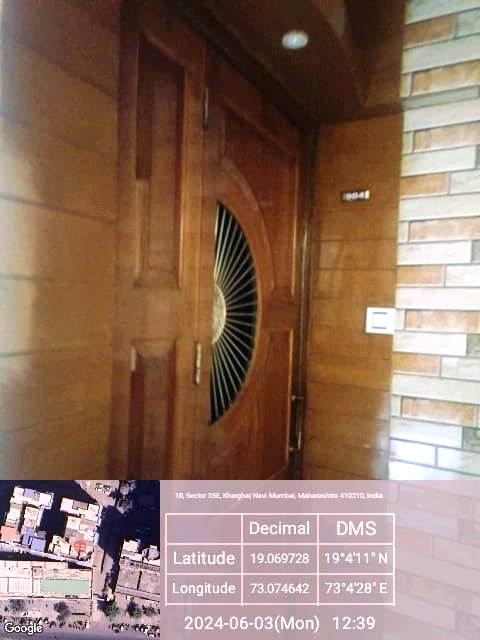 904
1B, Sector 35E, Kharghar, Navi Mumbai, Maharashtra 410210, India
Decimal DMS
Latitude 19.069728 19°4'11" N
Longitude 73.074642 73°4'28" E
2024-06-03(Mon) 12:39
Google